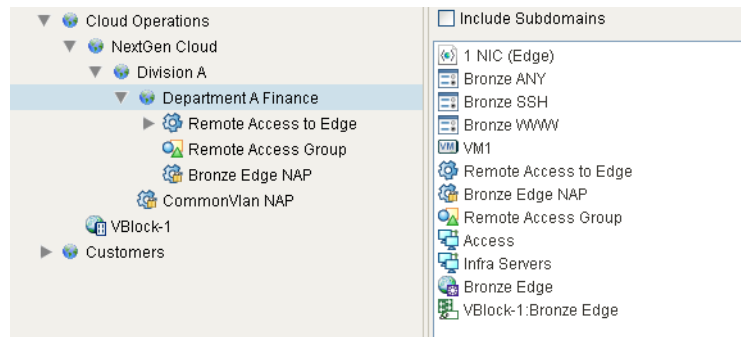 Cloud Operations
NextGen Cloud
Division A
Department A Finance
Remote Access to Edge
Remote Access Group
Bronze Edge NAP
CommonVlan NAP
VBlock-1
Customers
Include Subdomains
1 NIC (Edge)
Bronze ANY
Bronze SSH
Bronze WWW
VM VM1
Remote Access to Edge
Bronze Edge NAP
Remote Access Group
Access
Infra Servers
Bronze Edge
VBlock-1:Bronze Edge